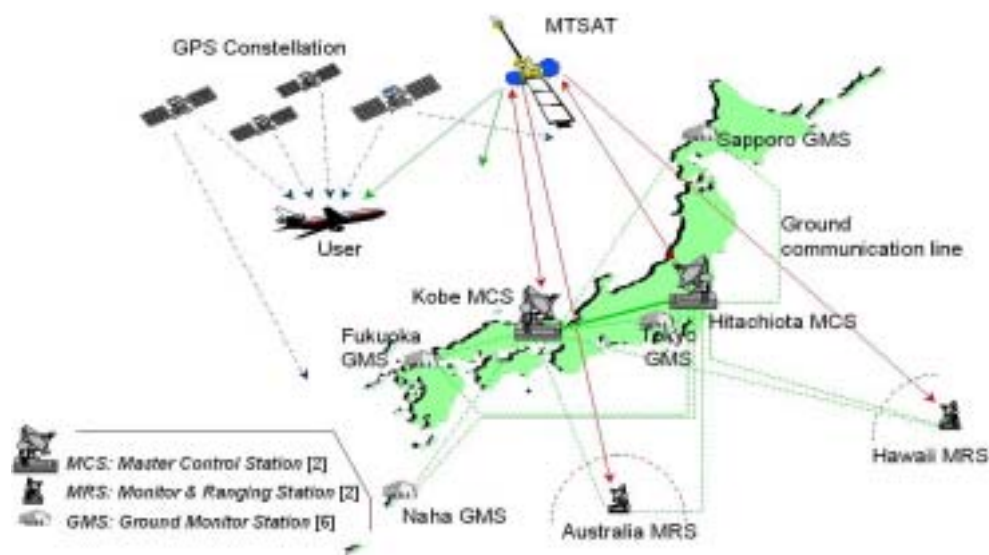 MTSAT
GPS Constellation
Sapporo GMS
User
Ground
communication line
Kobe MCS
Hitachiota MCS
Fukuoka
GMS
Tokyo
GMS
Hawaii MRS
MCS: Master Control Station [2]
MRS: Monitor & Ranging Station [2]
GMS: Ground Monitor Station [6]
Naha GMS
Australia MRS